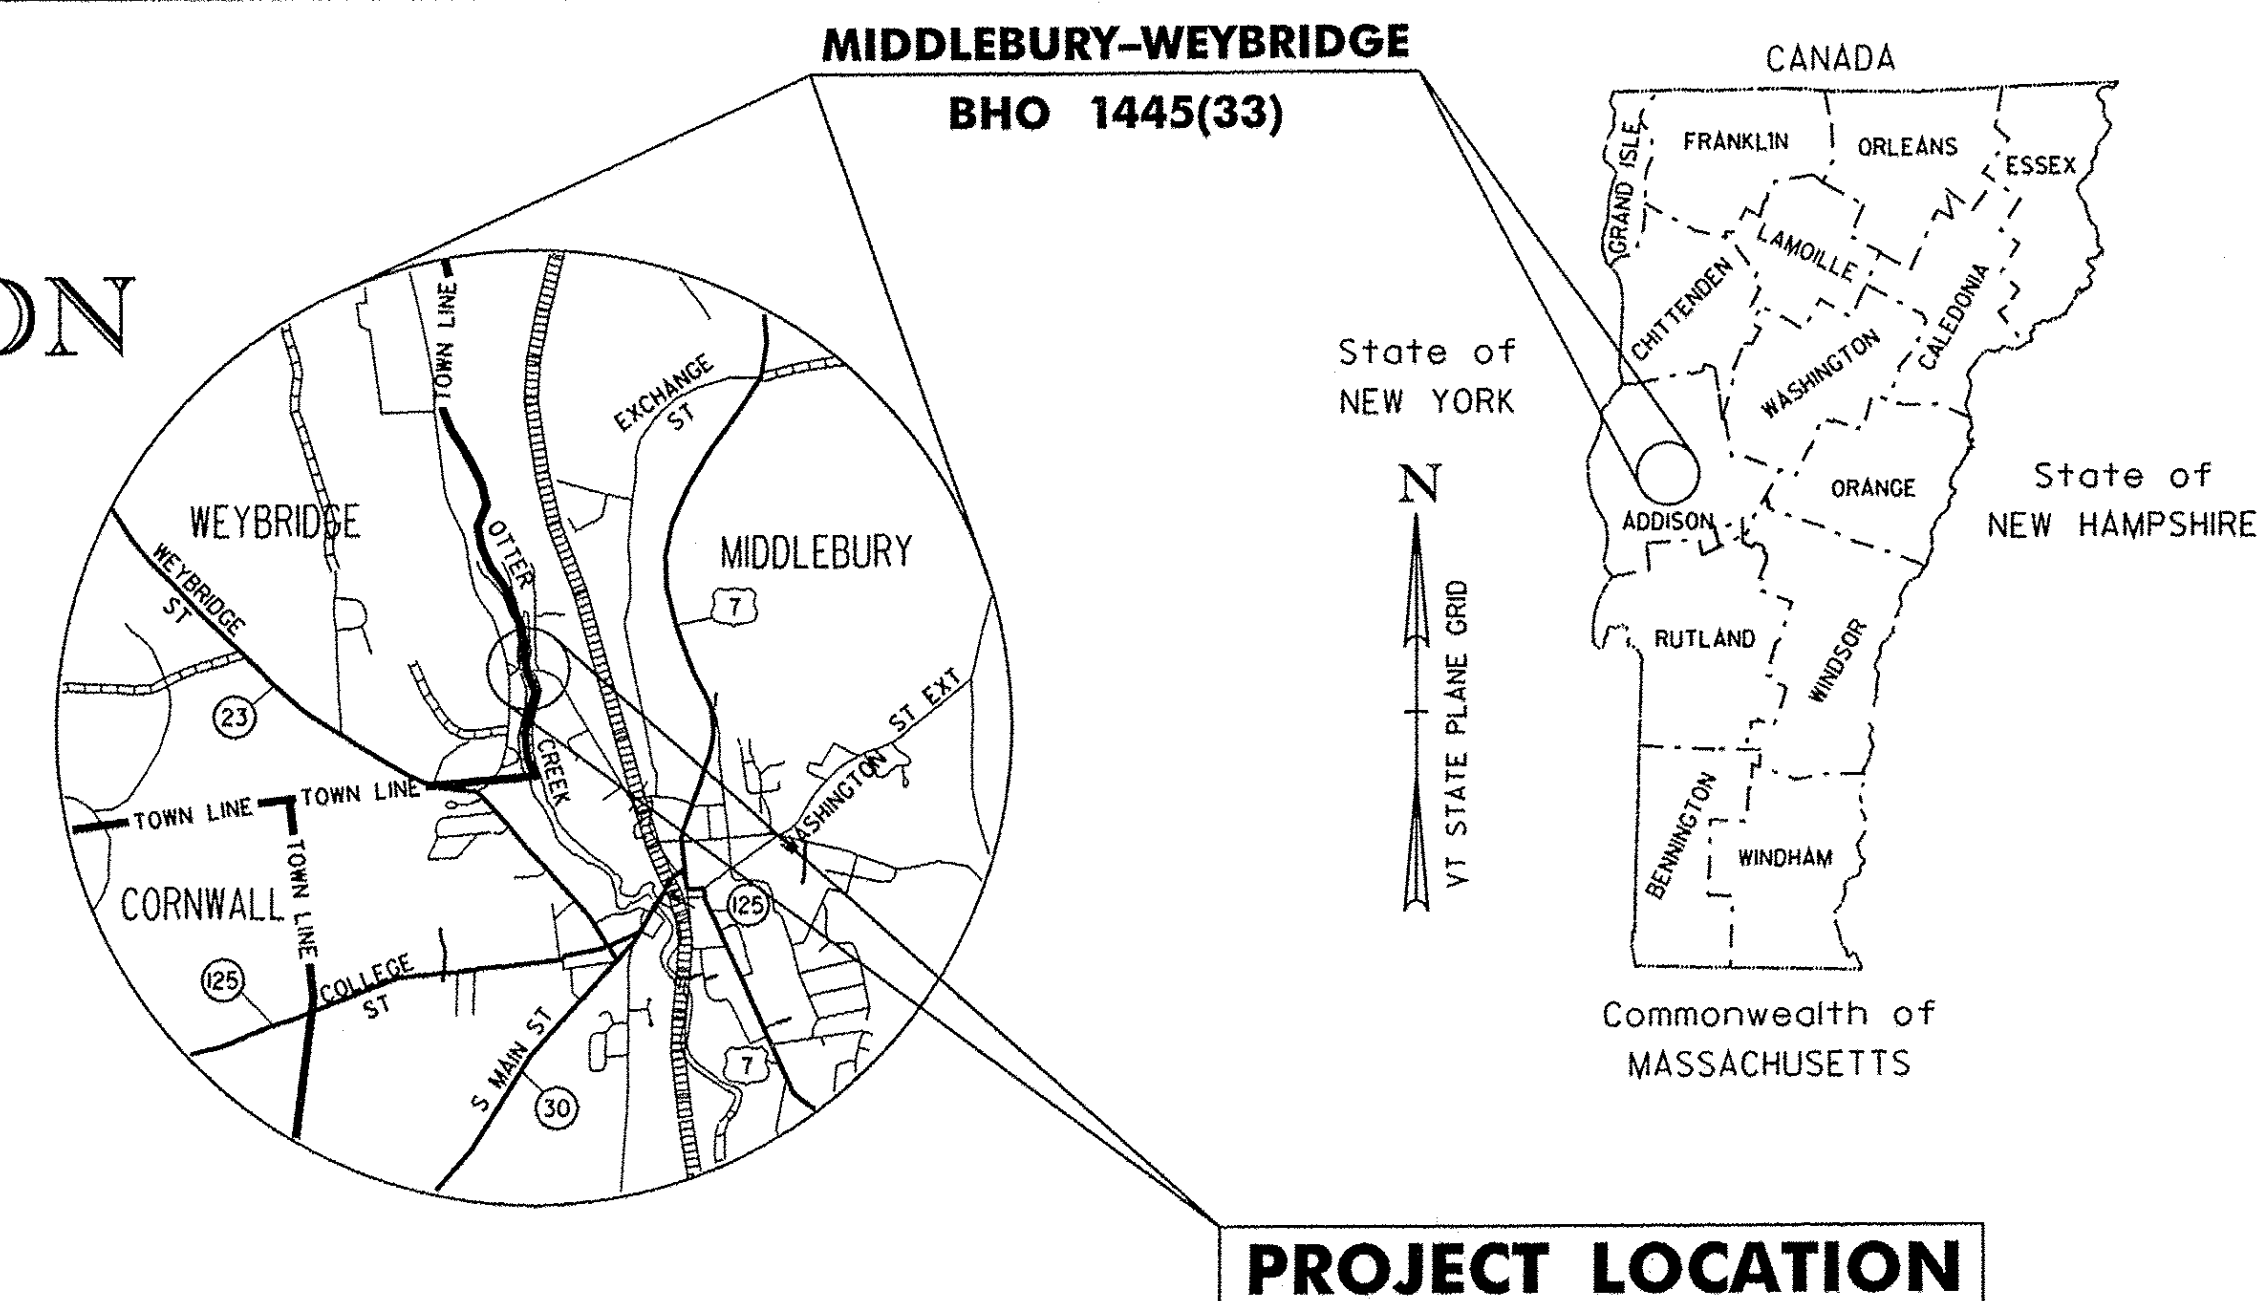 MIDDLEBURY–WEYBRIDGE
BHO 1445(33)
ON
TOWN LINE
EXCHANGE
ST
WEYBRIDGE
WEYBRIDGE
ST
OTTER
MIDDLEBURY
7
23
ST EXT
WASHINGTON
CREEK
TOWN LINE
TOWN LINE
TOWN LINE
CORNWALL
125
125
COLLEGE
ST
S MAIN ST
7
30
CANADA
GRAND ISLE
FRANKLIN
ORLEANS
ESSEX
LAMOILLE
CHITTENDEN
CALEDONIA
WASHINGTON
State of
NEW YORK
ADDISON
ORANGE
State of
NEW HAMPSHIRE
N
VT STATE PLANE GRID
RUTLAND
WINDSOR
BENNINGTON
WINDHAM
Commonwealth of
MASSACHUSETTS
PROJECT LOCATION